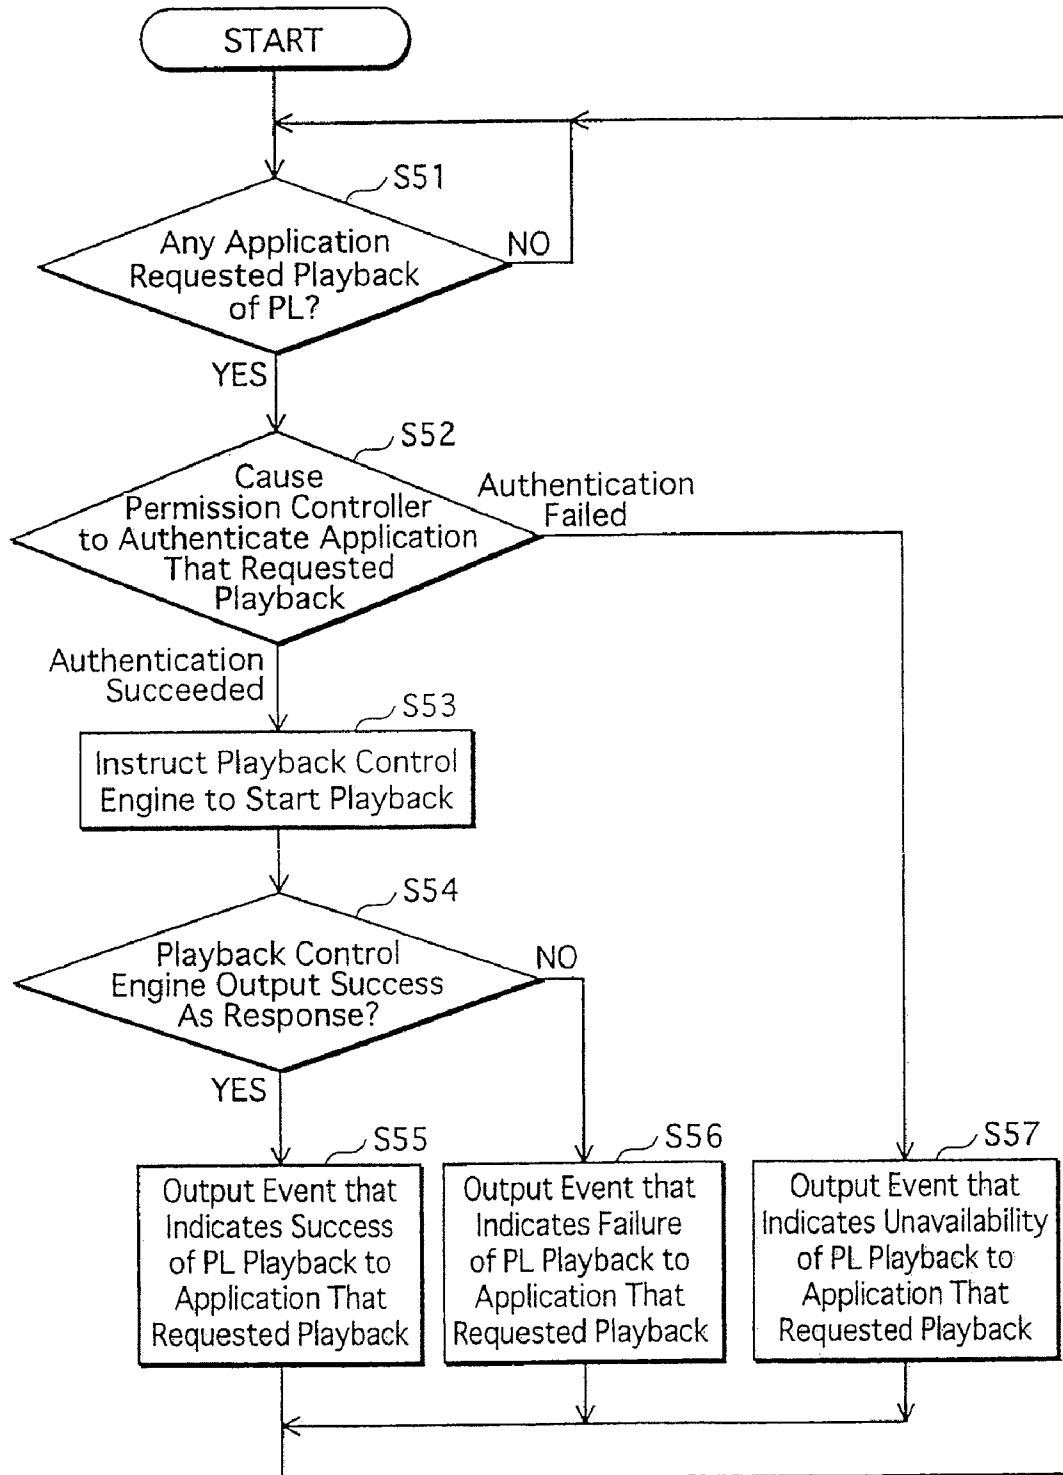 START
S51
Any Application
Requested Playback
of PL?
NO
YES
S52
Cause
Permission Controller
to Authenticate Application
That Requested
Playback
Authentication
Failed
Authentication
Succeeded
S53
Instruct Playback Control
Engine to Start Playback
S54
Playback Control
Engine Output Success
As Response?
NO
YES
S55
Output Event that
Indicates Success
of PL Playback to
Application That
Requested Playback
S56
Output Event that
Indicates Failure
of PL Playback to
Application That
Requested Playback
S57
Output Event that
Indicates Unavailability
of PL Playback to
Application That
Requested Playback